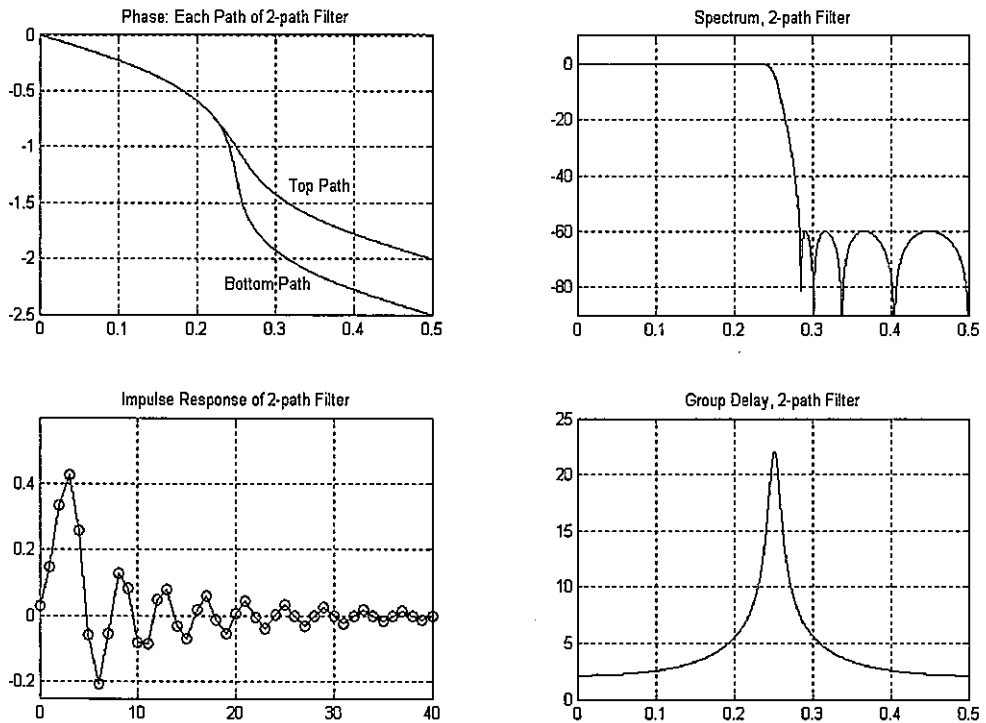 Phase: Each Path of 2-path Filter
0
-0.5
-1
-1.5
-2
-2.5
Top Path
Bottom Path
0 0.1 0.2 0.3 0.4 0.5
Spectrum, 2-path Filter
0
-20
-40
-60
-80
0 0.1 0.2 0.3 0.4 0.5
Impulse Response of 2-path Filter
0.4
0.2
0
-0.2
0 10 20 30 40
Group Delay, 2-path Filter
25
20
15
10
5
0
0 0.1 0.2 0.3 0.4 0.5